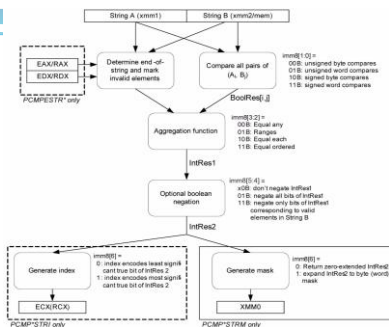 String A (xmm1)
String B (xmm2/mem)
EAX/RAX
EDX/RDX
PCMPESTR* only
Determine end-of-
string and mark
invalid elements
Compare all pairs of
(Ai, Bj)
imm8[1:0] =
00B: unsigned byte compares
01B: unsigned word compares
10B: signed byte compares
11B: signed word compares
BoolRes[i,j]
Aggregation function
imm8[3:2] =
00B: Equal any
01B: Ranges
10B: Equal each
11B: Equal ordered
IntRes1
Optional boolean
negation
imm8[5:4] =
x0B: don't negate IntRes1
01B: negate all bits of IntRes1
11B: negate only bits of IntRes1
corresponding to valid
elements in String B
IntRes2
Generate index
imm8[6] =
0: index encodes least signifi
cant true bit of IntRes 2
1: index encodes most signifi
cant true bit of IntRes 2
ECX(RCX)
PCMP*STRI only
Generate mask
imm8[6] =
0: Return zero-extended IntRes2
1: expand IntRes2 to byte (word)
mask
XMM0
PCMP*STRM only